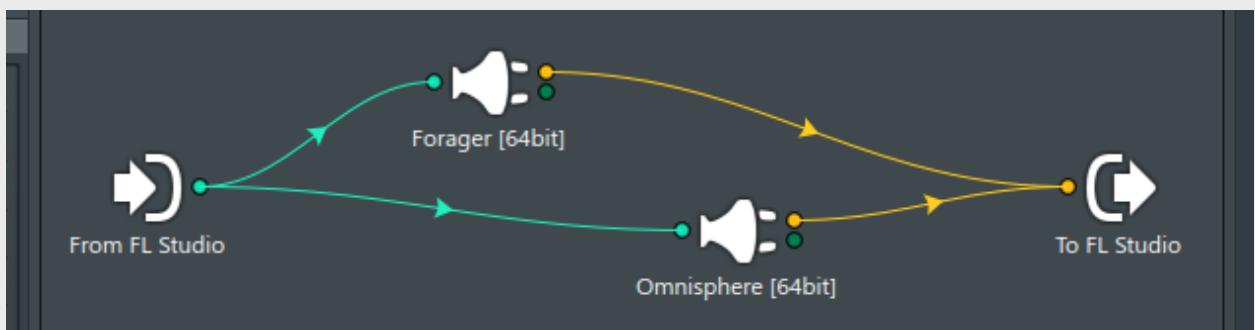 Forager [64bit]
From FL Studio
To FL Studio
Omnisphere [64bit]